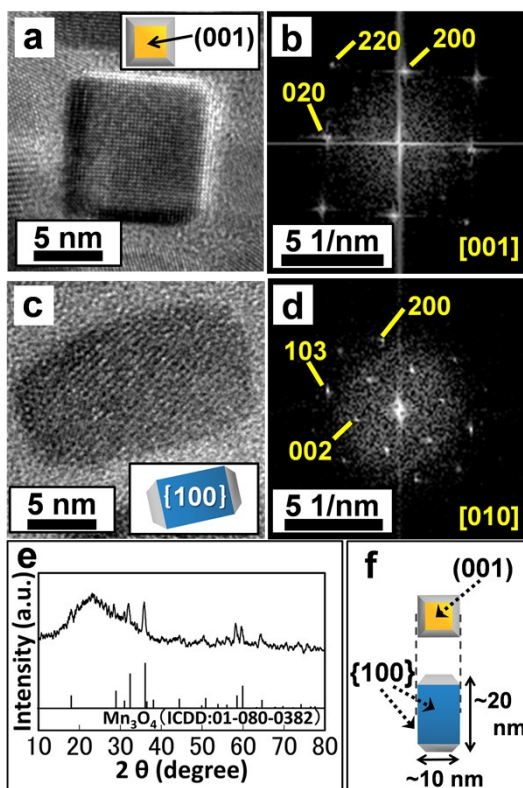 a
(001)
5 nm
b
220
200
020
5 1/nm
[001]
c
{100}
5 nm
d
200
103
002
5 1/nm
[010]
e
Intensity (a.u.)
Mn₃O₄(ICDD:01-080-0382)
10 20 30 40 50 60 70 80
2 θ (degree)
f
(001)
{100}
~20
nm
~10 nm